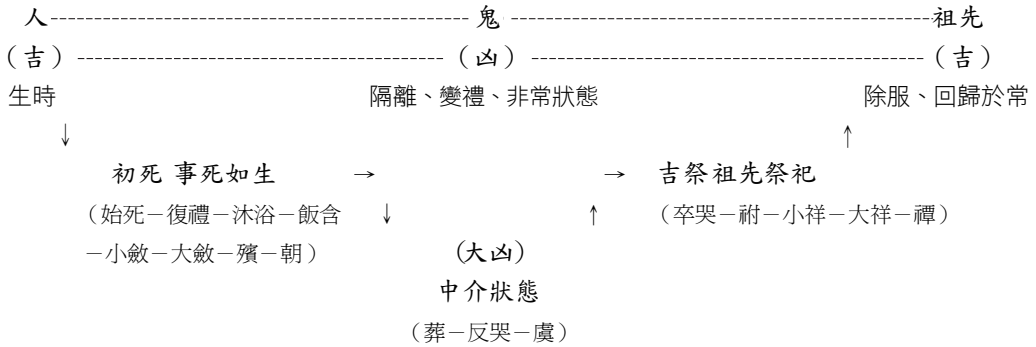 人------------------------------------------------------鬼------------------------------------------------------祖先
（吉）------------------------------------------------（凶）------------------------------------------------（吉）
生時 隔離、變禮、非常狀態 除服、回歸於常
↓ ↑
初死 事死如生 → → 吉祭祖先祭祀
（始死－復禮－沐浴－飯含 ↓ ↑ （卒哭－祔－小祥－大祥－禫）
－小斂－大斂－殯－朝） (大凶)
中介狀態
（葬－反哭－虞）